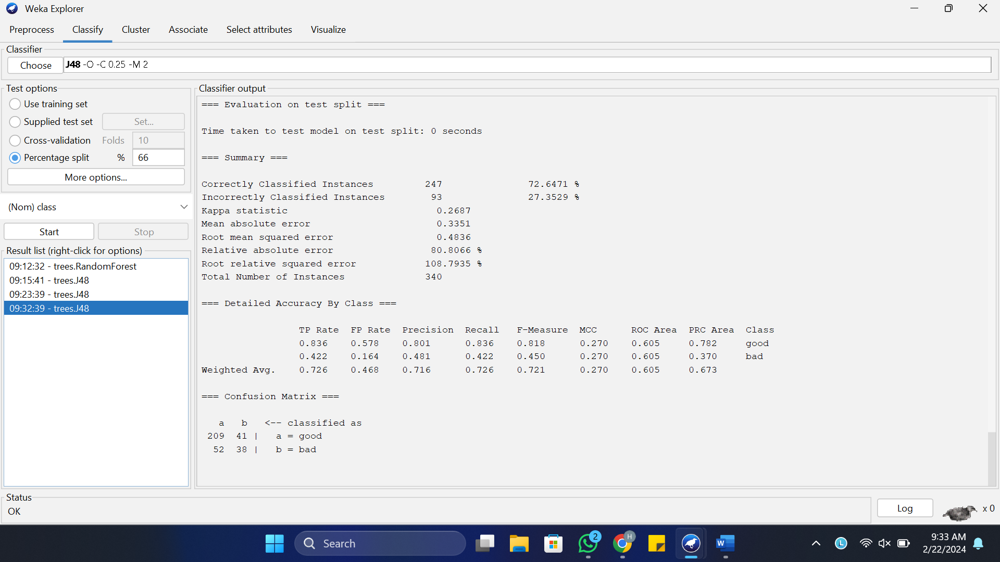 Weka Explorer
Preprocess Classify Cluster Associate Select attributes Visualize
Classifier
Choose J48 -O -C 0.25 -M 2
Test options
Use training set
Supplied test set Set...
Cross-validation Folds 10
Percentage split % 66
More options...
(Nom) class
Start Stop
Result list (right-click for options)
09:12:32 - trees.RandomForest
09:15:41 - trees.J48
09:23:39 - trees.J48
09:32:39 - trees.J48
Classifier output
=== Evaluation on test split ===
Time taken to test model on test split: 0 seconds
=== Summary ===
Correctly Classified Instances 247 72.6471 %
Incorrectly Classified Instances 93 27.3529 %
Kappa statistic 0.2687
Mean absolute error 0.3351
Root mean squared error 0.4836
Relative absolute error 80.8066 %
Root relative squared error 108.7935 %
Total Number of Instances 340
=== Detailed Accuracy By Class ===
TP Rate FP Rate Precision Recall F-Measure MCC ROC Area PRC Area Class
0.836 0.578 0.801 0.836 0.818 0.270 0.605 0.782 good
0.422 0.164 0.481 0.422 0.450 0.270 0.605 0.370 bad
Weighted Avg. 0.726 0.468 0.716 0.726 0.721 0.270 0.605 0.673
=== Confusion Matrix ===
a b <-- classified as
209 41 | a = good
52 38 | b = bad
Status
OK
Log x 0
Search
2
H
W
L
9:33 AM
2/22/2024